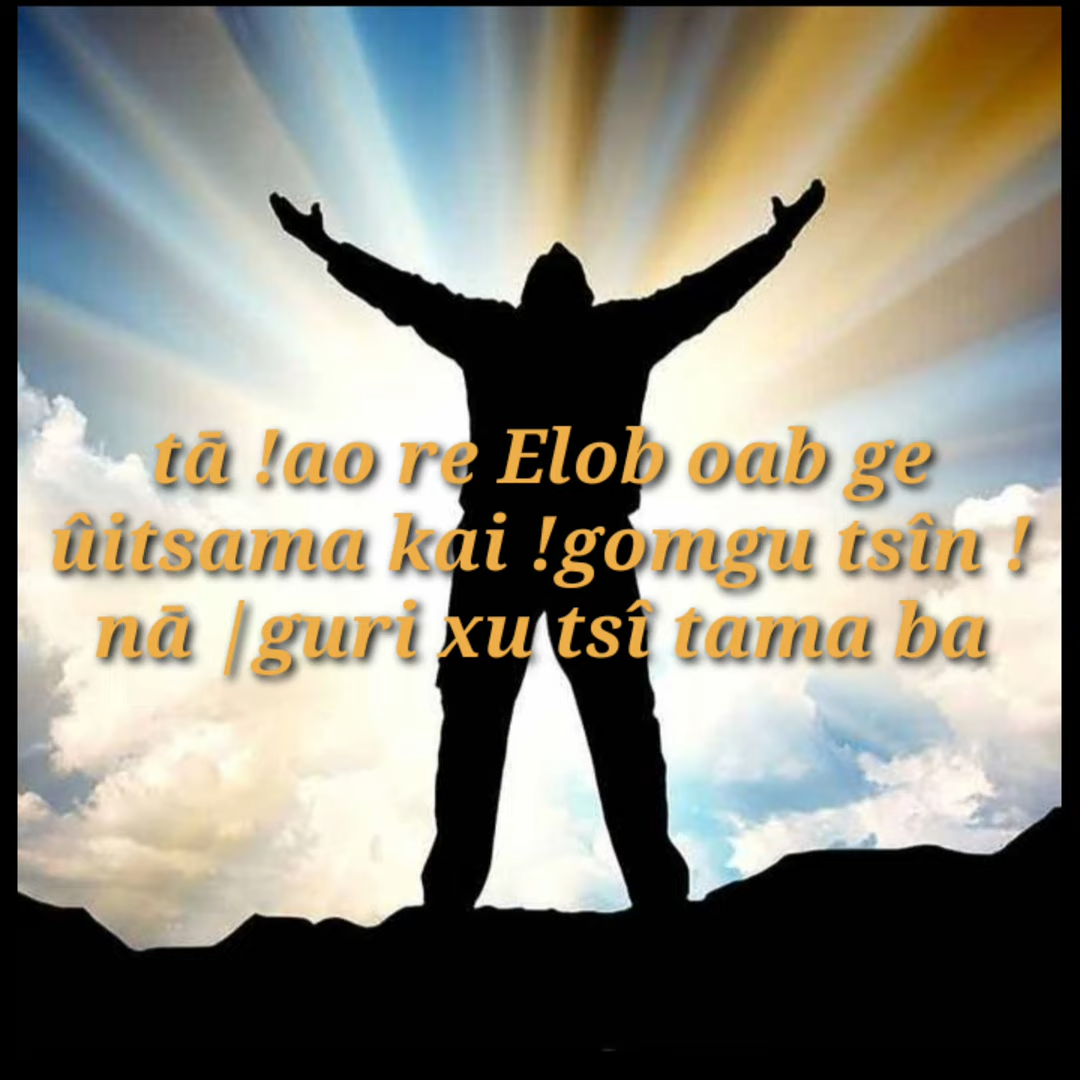 tā !ao re Elob oab ge
ûitsama kai !gomgu tsîn !
nā |guri xu tsî tama ba